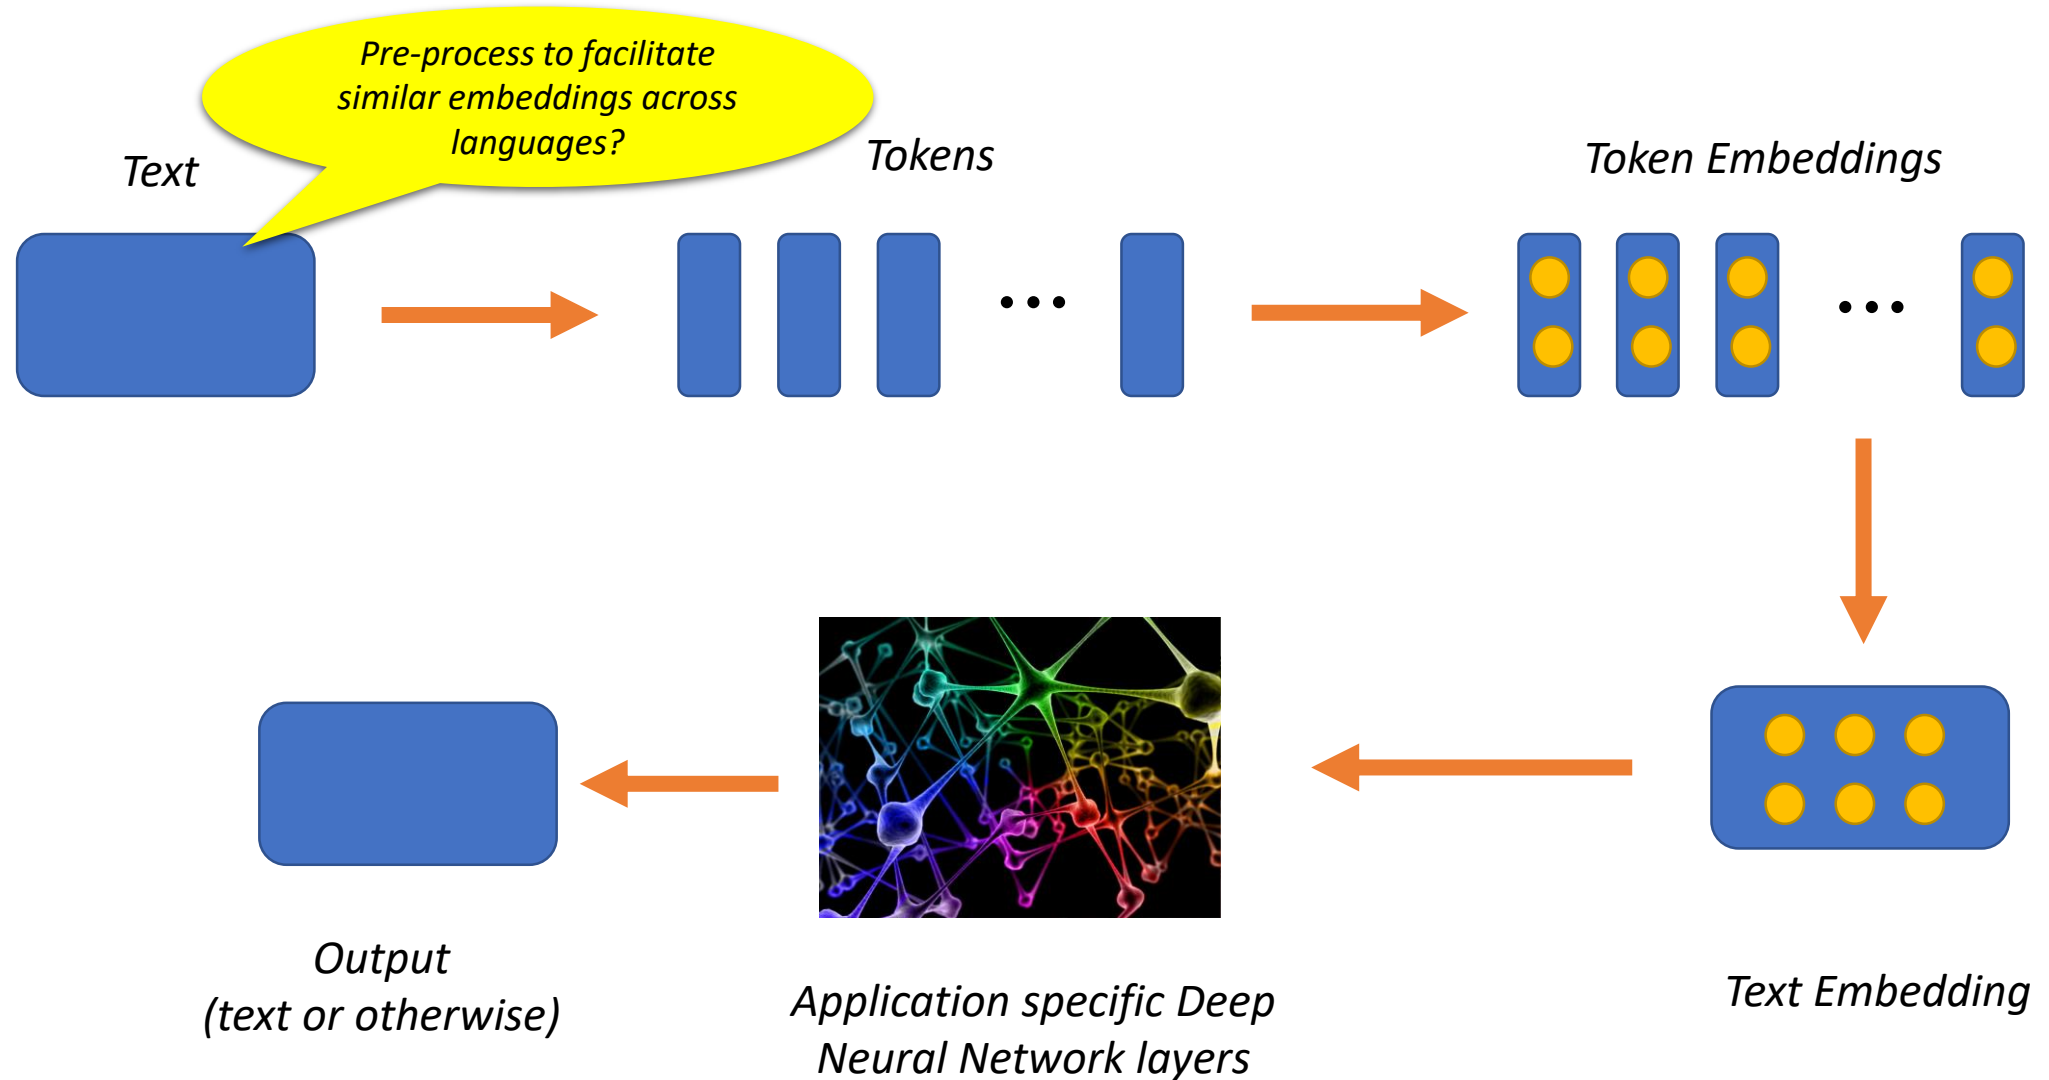 Pre-process to facilitate
similar embeddings across
languages?
Text
Tokens
Token Embeddings
Output
(text or otherwise)
Application specific Deep
Neural Network layers
Text Embedding